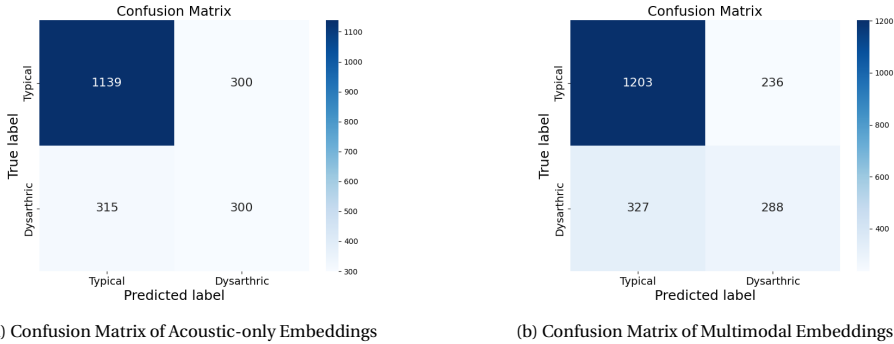 Confusion Matrix
Typical
1139
300
True label
Dysarthric
315
300
Typical
Dysarthric
Predicted label
1100
1000
900
800
700
600
500
400
300
) Confusion Matrix of Acoustic-only Embeddings
Confusion Matrix
Typical
1203
236
True label
Dysarthric
327
288
Typical
Dysarthric
Predicted label
1200
1000
800
600
400
(b) Confusion Matrix of Multimodal Embeddings